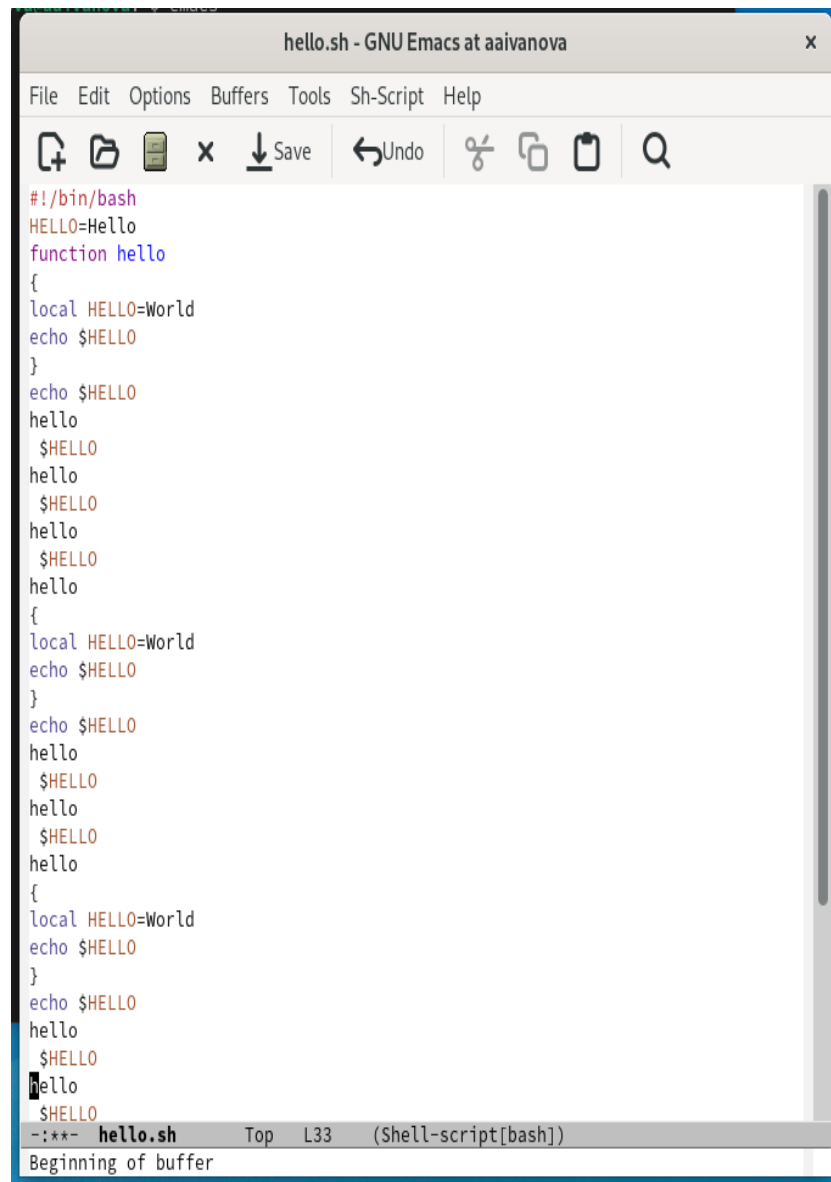 hello.sh - GNU Emacs at aaivanova x
File Edit Options Buffers Tools Sh-Script Help
Save Undo
#!/bin/bash
HELLO=Hello
function hello
{
local HELLO=World
echo $HELLO
}
echo $HELLO
hello
 $HELLO
hello
 $HELLO
hello
 $HELLO
hello
{
local HELLO=World
echo $HELLO
}
echo $HELLO
hello
 $HELLO
hello
 $HELLO
hello
{
local HELLO=World
echo $HELLO
}
echo $HELLO
hello
 $HELLO
hello
 $HELLO
-:**- hello.sh Top L33 (Shell-script[bash])
Beginning of buffer